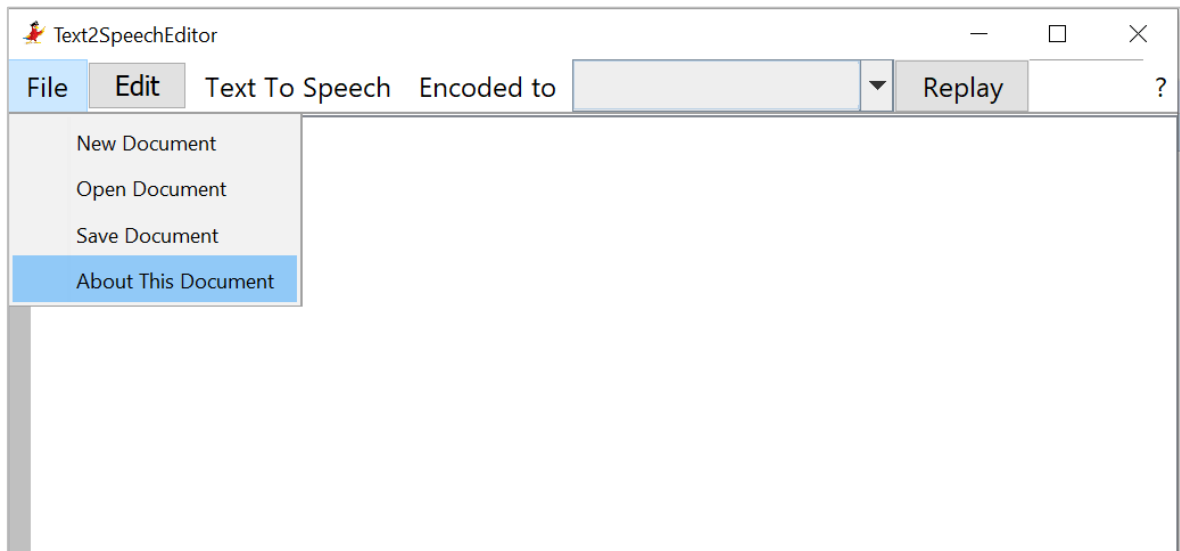 Text2SpeechEditor
File Edit Text To Speech Encoded to Replay ?
New Document
Open Document
Save Document
About This Document